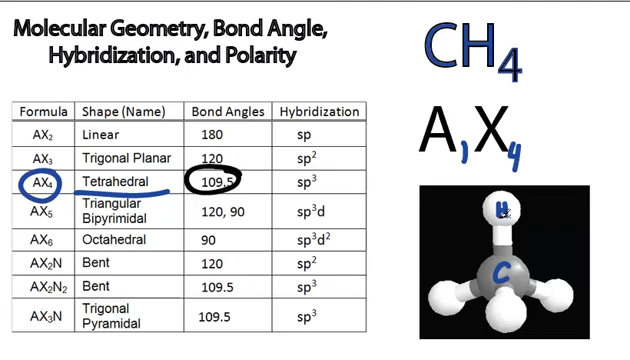 Molecular Geometry, Bond Angle,
Hybridization, and Polarity
CH₄
A₁X₄
Formula Shape (Name) Bond Angles Hybridization
AX₂ Linear 180 sp
AX₃ Trigonal Planar 120 sp²
AX₄ Tetrahedral 109.5 sp³
AX₅ Triangular Bipyrimidal 120, 90 sp³d
AX₆ Octahedral 90 sp³d²
AX₂N Bent 120 sp²
AX₂N₂ Bent 109.5 sp³
AX₃N Trigonal Pyramidal 109.5 sp³
H
C